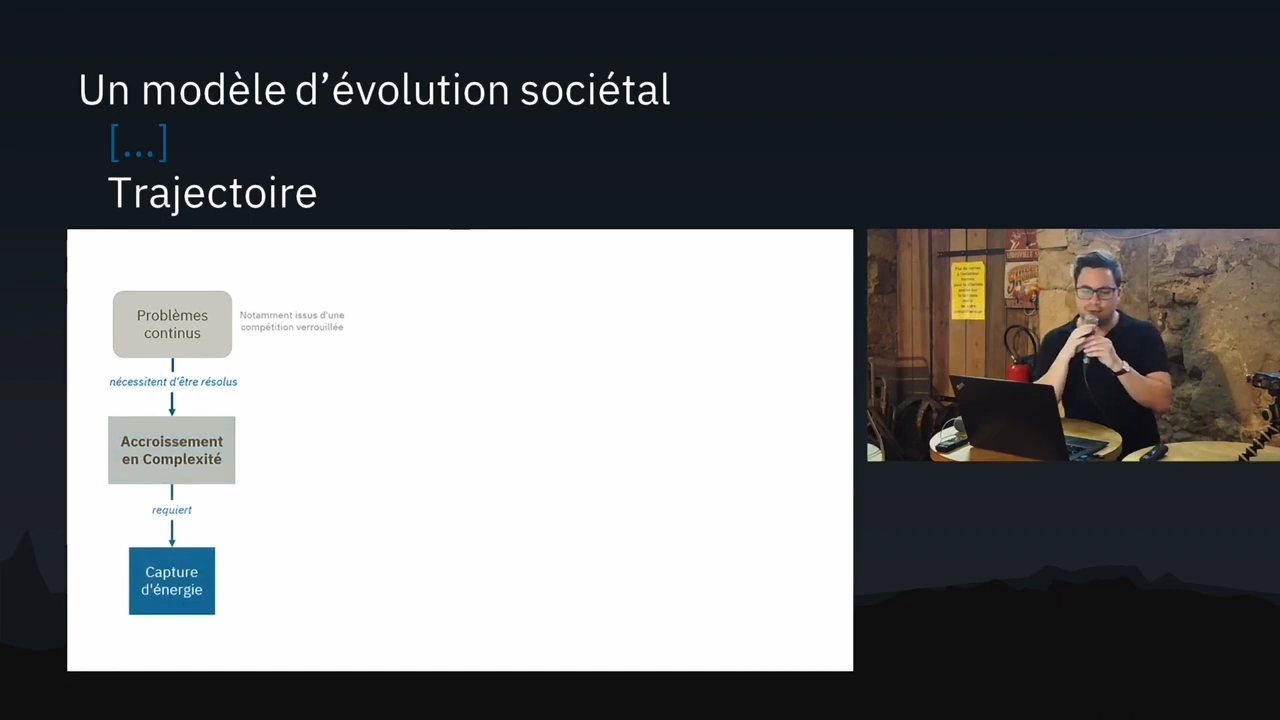 Un modèle d’évolution sociétal
[...]
Trajectoire
Problèmes
continus
Notamment issus d'une
compétition verrouillée
nécessitent d'être résolus
Accroissement
en Complexité
requiert
Capture
d'énergie